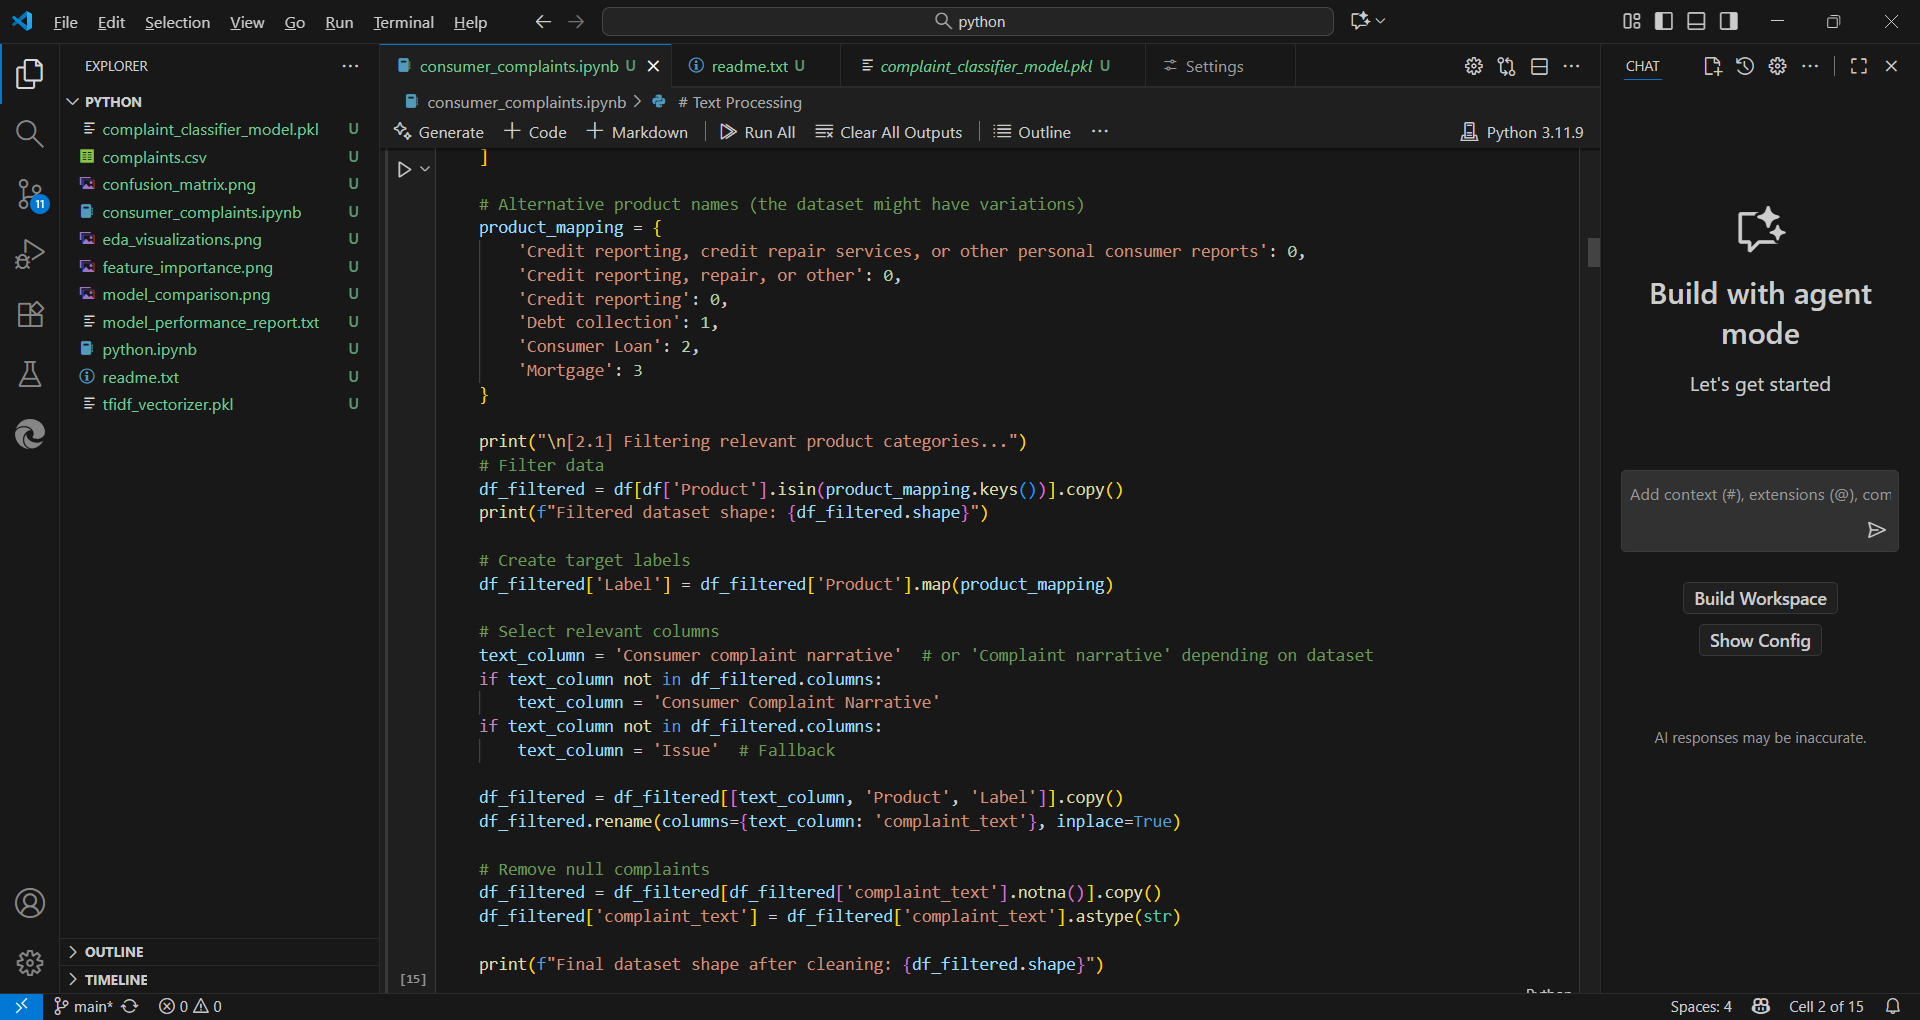 File Edit Selection View Go Run Terminal Help
python
EXPLORER
PYTHON
complaint_classifier_model.pkl U
complaints.csv U
confusion_matrix.png U
consumer_complaints.ipynb U
eda_visualizations.png U
feature_importance.png U
model_comparison.png U
model_performance_report.txt U
python.ipynb U
readme.txt U
tfidf_vectorizer.pkl U
OUTLINE
TIMELINE
11
consumer_complaints.ipynb U
readme.txt U
complaint_classifier_model.pkl U
Settings
consumer_complaints.ipynb > # Text Processing
Generate + Code + Markdown Run All Clear All Outputs Outline ... Python 3.11.9
]
# Alternative product names (the dataset might have variations)
product_mapping = {
    'Credit reporting, credit repair services, or other personal consumer reports': 0,
    'Credit reporting, repair, or other': 0,
    'Credit reporting': 0,
    'Debt collection': 1,
    'Consumer Loan': 2,
    'Mortgage': 3
}
print("\n[2.1] Filtering relevant product categories...")
# Filter data
df_filtered = df[df['Product'].isin(product_mapping.keys())].copy()
print(f"Filtered dataset shape: {df_filtered.shape}")
# Create target labels
df_filtered['Label'] = df_filtered['Product'].map(product_mapping)
# Select relevant columns
text_column = 'Consumer complaint narrative'  # or 'Complaint narrative' depending on dataset
if text_column not in df_filtered.columns:
    text_column = 'Consumer Complaint Narrative'
if text_column not in df_filtered.columns:
    text_column = 'Issue'  # Fallback
df_filtered = df_filtered[[text_column, 'Product', 'Label']].copy()
df_filtered.rename(columns={text_column: 'complaint_text'}, inplace=True)
# Remove null complaints
df_filtered = df_filtered[df_filtered['complaint_text'].notna()].copy()
df_filtered['complaint_text'] = df_filtered['complaint_text'].astype(str)
print(f"Final dataset shape after cleaning: {df_filtered.shape}")
[15]
Python
CHAT
Build with agent
mode
Let's get started
Add context (#), extensions (@), com
Build Workspace
Show Config
AI responses may be inaccurate.
main* 0 0
Spaces: 4 Cell 2 of 15